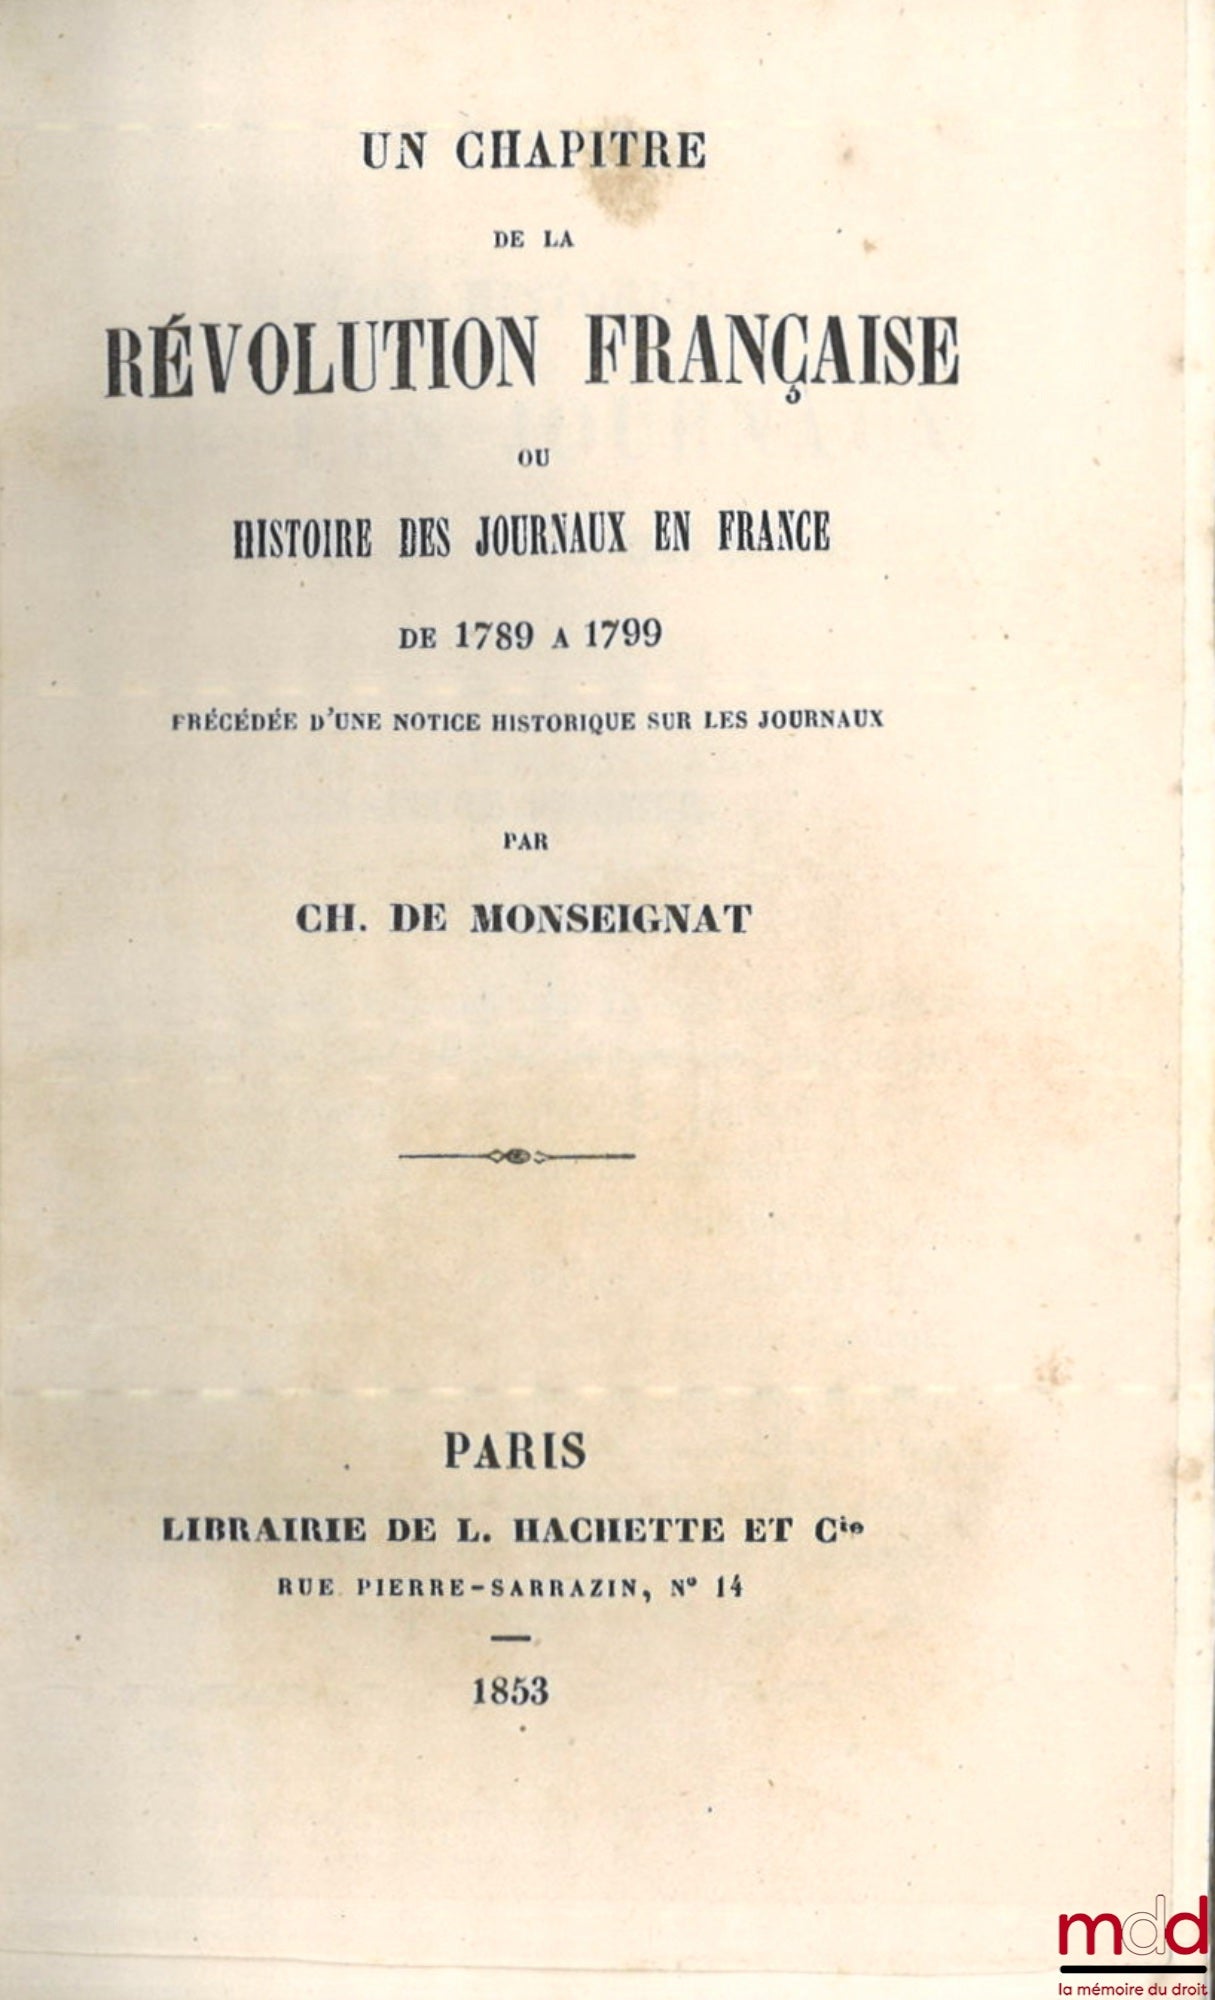 UN CHAPITRE
DE LA
RÉVOLUTION FRANÇAISE
OU
HISTOIRE DES JOURNAUX EN FRANCE
DE 1789 A 1799
PRÉCÉDÉE D'UNE NOTICE HISTORIQUE SUR LES JOURNAUX
PAR
CH. DE MONSEIGNAT
PARIS
LIBRAIRIE DE L. HACHETTE ET Cie
RUE PIERRE-SARRAZIN, N° 14
1853
mdd
la mémoire du droit